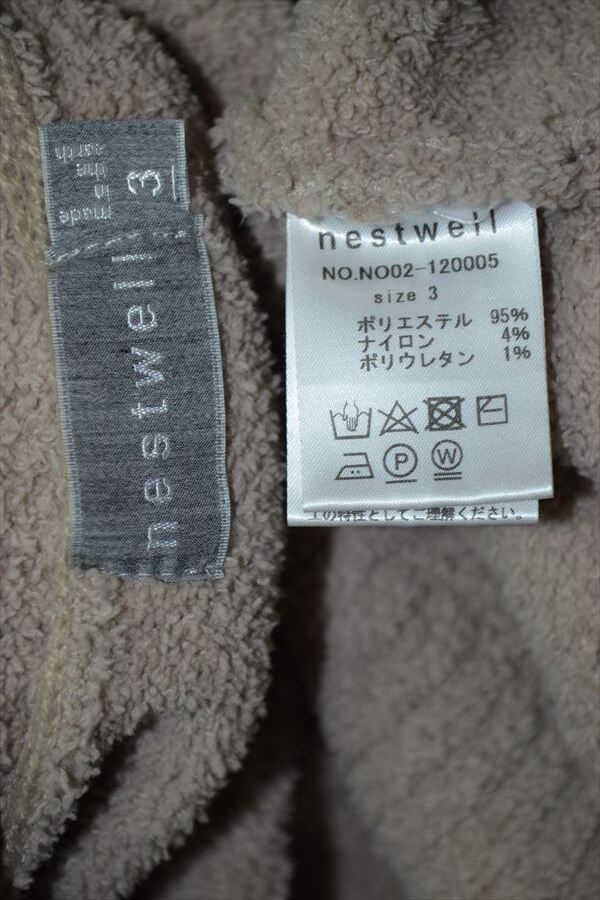 made
in
the
earth
3
nestwell
nestwell
NO.NO02-120005
size 3
ポリエステル 95%
ナイロン 4%
ポリウレタン 1%
P
W
の特性としてご理解ください。